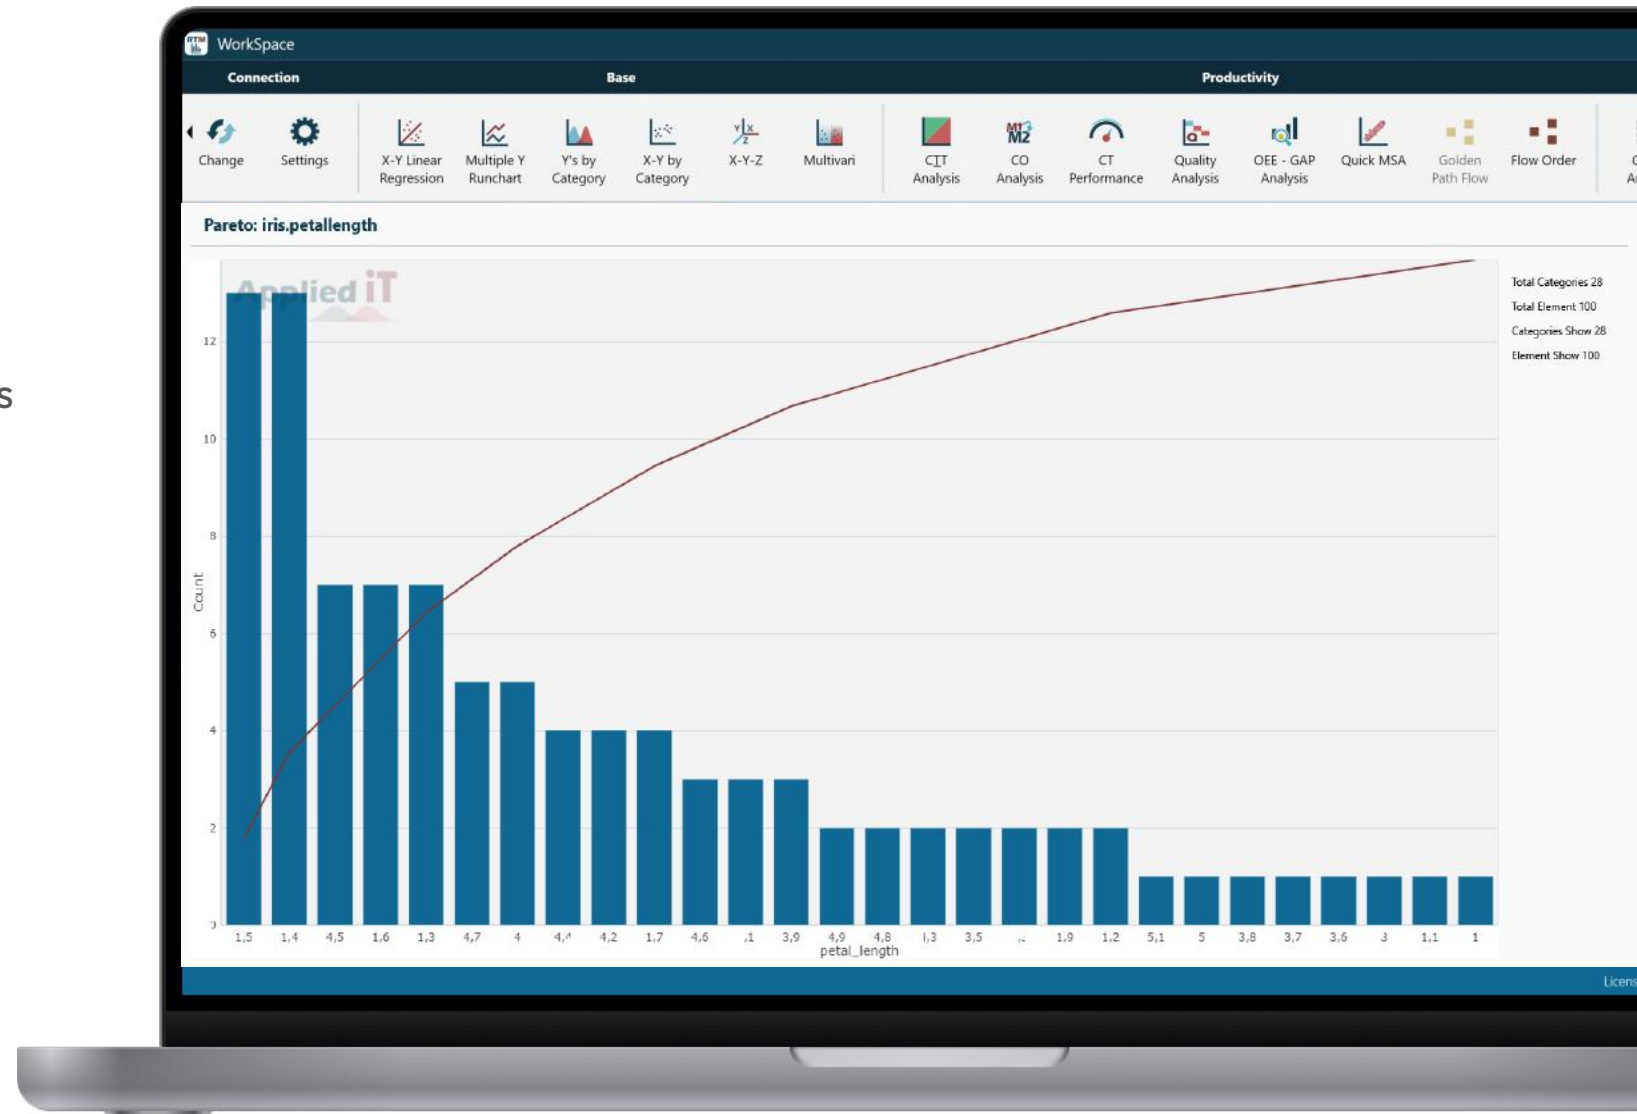 WorkSpace
Connection Base Productivity
Change Settings X-Y Linear Regression Multiple Y Runchart Y's by Category X-Y by Category X-Y-Z Multivari CIT Analysis CO Analysis CT Performance Quality Analysis OEE - GAP Analysis Quick MSA Golden Path Flow Flow Order
Pareto: iris.petallength
Applied iT
Total Categories 28
Total Element 100
Categories Show 28
Element Show 100
s
12
10
8
Count
6
4
2
1,5 1,4 4,5 1,6 1,3 4,7 4 4,2 1,7 4,6 3,9 4,9 4,8 3,5 1,9 1,2 5,1 5 3,8 3,7 3,6 3 1,1 1
petal_length
Licens